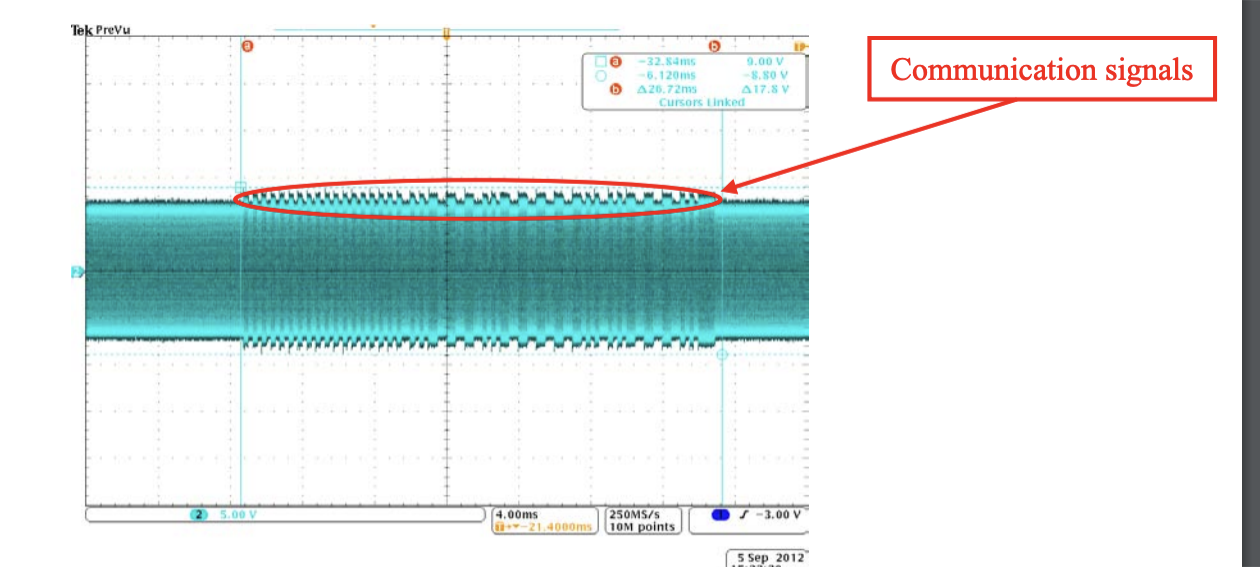 Tek PreVu
a
b
a −32.84ms 9.00 V
−6.120ms −8.80 V
b Δ26.72ms Δ17.8 V
Cursors Linked
Communication signals
2
2 5.00 V
4.00ms
−21.4000ms
250MS/s
10M points
1 −3.00 V
5 Sep 2012